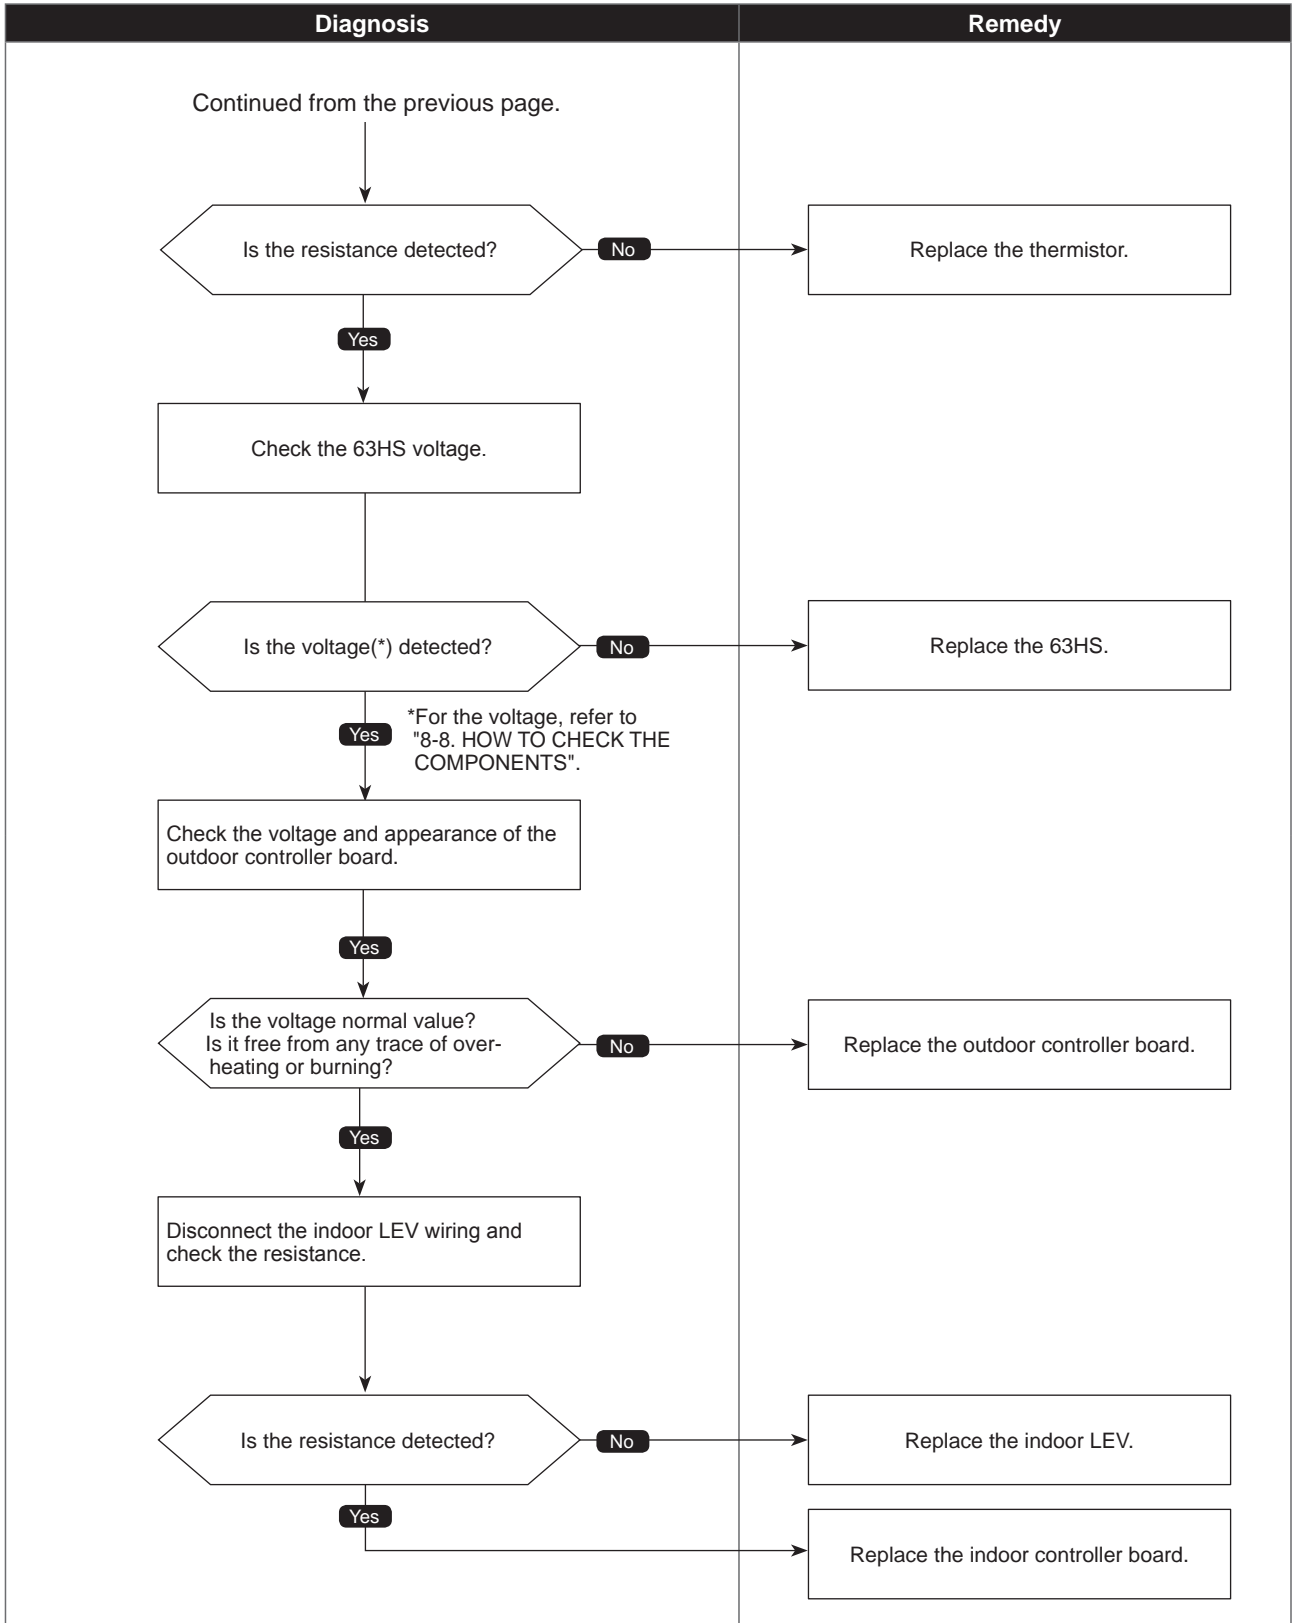 Diagnosis
Remedy
Continued from the previous page.
Is the resistance detected?
No
Replace the thermistor.
Yes
Check the 63HS voltage.
Is the voltage(*) detected?
No
Replace the 63HS.
Yes
*For the voltage, refer to
"8-8. HOW TO CHECK THE
COMPONENTS".
Check the voltage and appearance of the
outdoor controller board.
Yes
Is the voltage normal value?
Is it free from any trace of over-
heating or burning?
No
Replace the outdoor controller board.
Yes
Disconnect the indoor LEV wiring and
check the resistance.
Is the resistance detected?
No
Replace the indoor LEV.
Yes
Replace the indoor controller board.